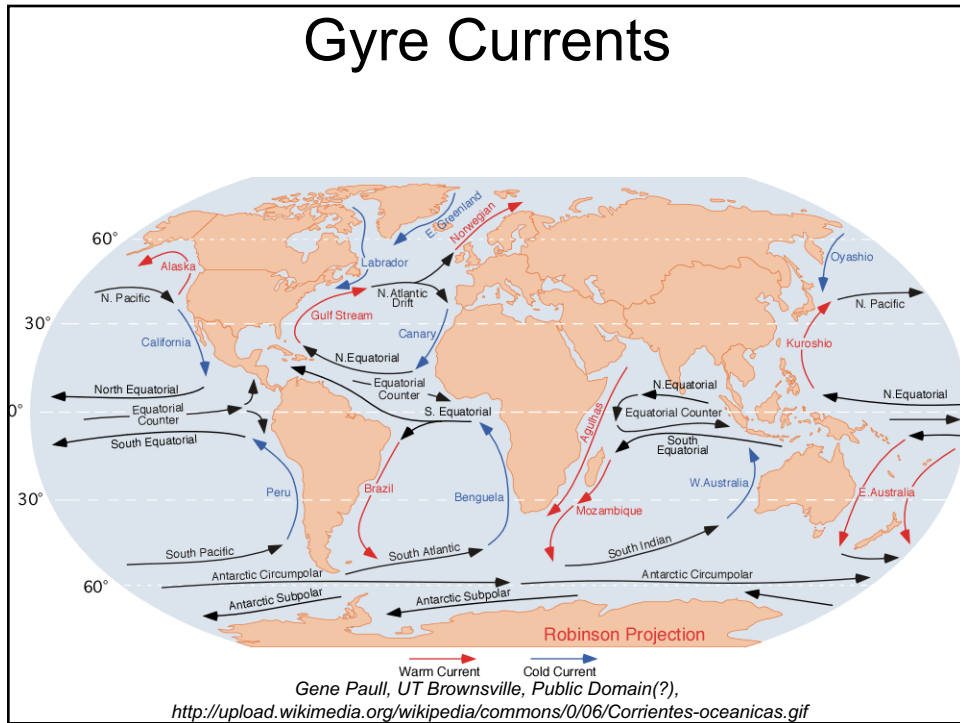 Gyre Currents
60°
30°
0°
30°
60°
E. Greenland
Norwegian
Labrador
Alaska
Oyashio
N. Pacific
N.Atlantic
Drift
N. Pacific
Gulf Stream
California
Canary
Kuroshio
N.Equatorial
North Equatorial
Equatorial
Counter
N.Equatorial
N.Equatorial
Equatorial
Counter
S. Equatorial
Equatorial Counter
South Equatorial
Agulhas
South
Equatorial
Peru
Brazil
Benguela
W.Australia
E.Australia
Mozambique
South Pacific
South Atlantic
South Indian
Antarctic Circumpolar
Antarctic Circumpolar
Antarctic Subpolar
Antarctic Subpolar
Robinson Projection
Warm Current
Cold Current
Gene Paull, UT Brownsville, Public Domain(?),
http://upload.wikimedia.org/wikipedia/commons/0/06/Corrientes-oceanicas.gif